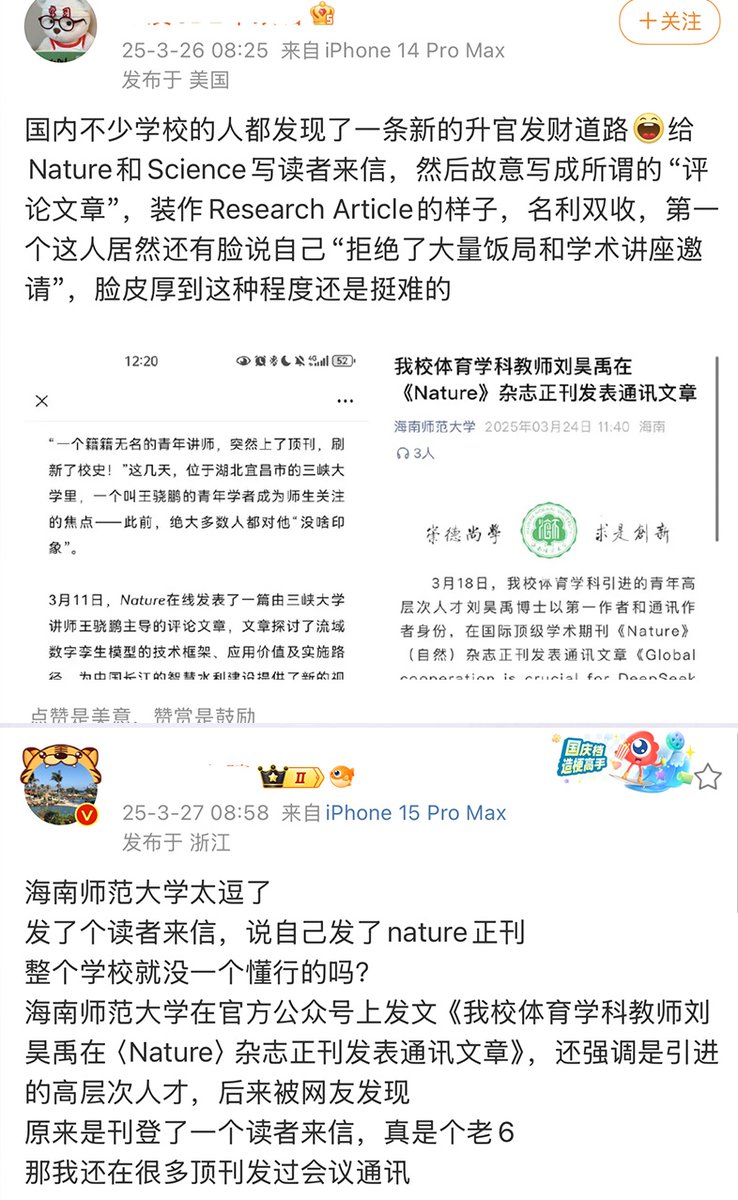 25-3-26 08:25 来自 iPhone 14 Pro Max
+关注
发布于 美国
国内不少学校的人都发现了一条新的升官发财道路😄给
Nature和Science写读者来信，然后故意写成所谓的“评
论文章”，装作Research Article的样子，名利双收，第一
个这人居然还有脸说自己“拒绝了大量饭局和学术讲座邀
请”，脸皮厚到这种程度还是挺难的
12:20
52
“一个籍籍无名的青年讲师，突然上了顶刊，刷
新了校史！”这几天，位于湖北宜昌市的三峡大
学里，一个叫王骁鹏的青年学者成为师生关注
的焦点——此前，绝大多数人都对他“没啥印
象”。
3月11日，Nature在线发表了一篇由三峡大学
讲师王骁鹏主导的评论文章，文章探讨了流域
数字孪生模型的技术框架、应用价值及实施路
径，为中国长江的智慧水利建设提供了新的视
我校体育学科教师刘昊禹在
《Nature》杂志正刊发表通讯文章
海南师范大学 2025年03月24日 11:40 海南
3人
崇德尚学 求是创新
3月18日，我校体育学科引进的青年高
层次人才刘昊禹博士以第一作者和通讯作
者身份，在国际顶级学术期刊《Nature》
（自然）杂志正刊发表通讯文章《Global
cooperation is crucial for DeepSeek
点赞是美意，赞赏是鼓励
II
国庆档
造梗高手
25-3-27 08:58 来自 iPhone 15 Pro Max
发布于 浙江
海南师范大学太逗了
发了个读者来信，说自己发了nature正刊
整个学校就没一个懂行的吗？
海南师范大学在官方公众号上发文《我校体育学科教师刘
昊禹在〈Nature〉杂志正刊发表通讯文章》，还强调是引进
的高层次人才，后来被网友发现
原来是刊登了一个读者来信，真是个老6
那我还在很多顶刊发过会议通讯